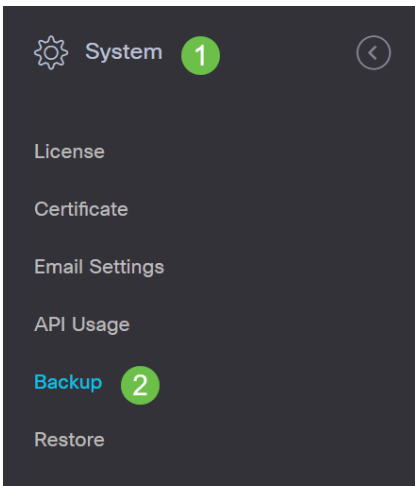 System 1
License
Certificate
Email Settings
API Usage
Backup 2
Restore